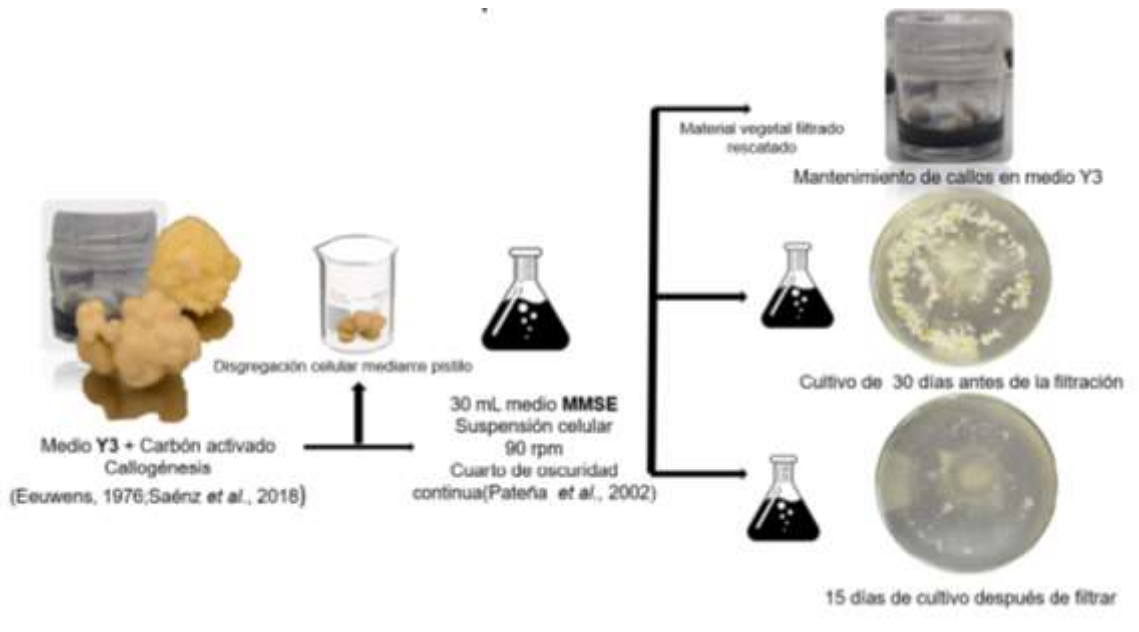 Medio Y3 + Carbón activado
Callogénesis
(Eeuwens, 1976;Saénz et al., 2018)
Disgregación celular mediante pistilo
30 mL medio MMSE
Suspensión celular
90 rpm
Cuarto de oscuridad
continua(Pateña et al., 2002)
Material vegetal filtrado
rescatado
Mantenimiento de callos en medio Y3
Cultivo de 30 días antes de la filtración
15 días de cultivo después de filtrar